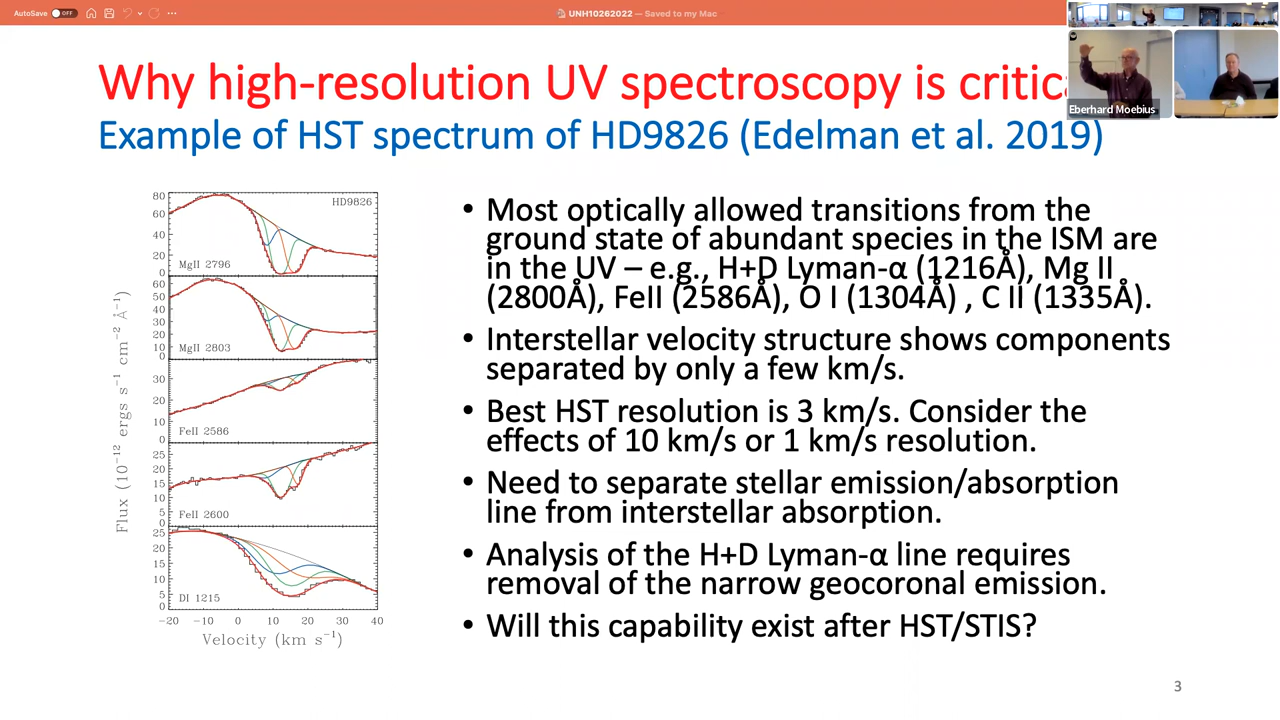 AutoSave OFF
UNH10262022 — Saved to my Mac
Why high-resolution UV spectroscopy is critica
Eberhard Moebius
Example of HST spectrum of HD9826 (Edelman et al. 2019)
80
60
40
20
0
HD9826
MgII 2796
60
50
40
30
20
10
0
MgII 2803
30
20
10
0
FeII 2586
25
20
15
10
5
0
FeII 2600
25
20
15
10
5
0
DI 1215
−20 −10 0 10 20 30 40
Velocity (km s⁻¹)
Flux (10⁻¹² ergs s⁻¹ cm⁻² Å⁻¹)
• Most optically allowed transitions from the
ground state of abundant species in the ISM are
in the UV – e.g., H+D Lyman-α (1216Å), Mg II
(2800Å), FeII (2586Å), O I (1304Å) , C II (1335Å).
• Interstellar velocity structure shows components
separated by only a few km/s.
• Best HST resolution is 3 km/s. Consider the
effects of 10 km/s or 1 km/s resolution.
• Need to separate stellar emission/absorption
line from interstellar absorption.
• Analysis of the H+D Lyman-α line requires
removal of the narrow geocoronal emission.
• Will this capability exist after HST/STIS?
3